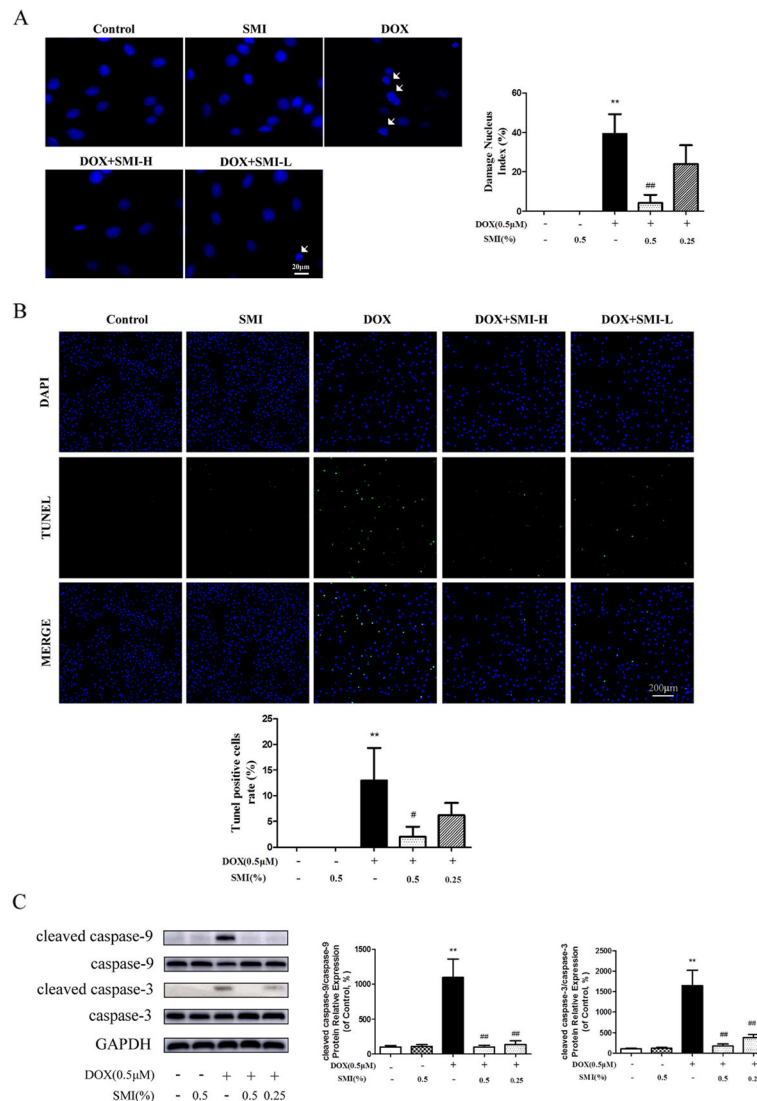 A
Control
SMI
DOX
DOX+SMI-H
DOX+SMI-L
20μm
Damage Nucleus
Index (%)
60
40
20
0
**
##
DOX(0.5μM) - - + + +
SMI(%) - 0.5 - 0.5 0.25
B
Control
SMI
DOX
DOX+SMI-H
DOX+SMI-L
DAPI
TUNEL
MERGE
200μm
Tunel positive cells
rate (%)
25
20
15
10
5
0
**
#
DOX(0.5μM) - - + + +
SMI(%) - 0.5 - 0.5 0.25
C
cleaved caspase-9
caspase-9
cleaved caspase-3
caspase-3
GAPDH
DOX(0.5μM) - - + + +
SMI(%) - 0.5 - 0.5 0.25
cleaved caspase-9/caspase-9
Protein Relative Expression
(of Control, %)
1500
1000
500
0
**
##
##
DOX(0.5μM) - - + + +
SMI(%) - 0.5 - 0.5 0.25
cleaved caspase-3/caspase-3
Protein Relative Expression
(of Control, %)
2500
2000
1500
1000
500
0
**
##
##
DOX(0.5μM) - - + + +
SMI(%) - 0.5 - 0.5 0.25